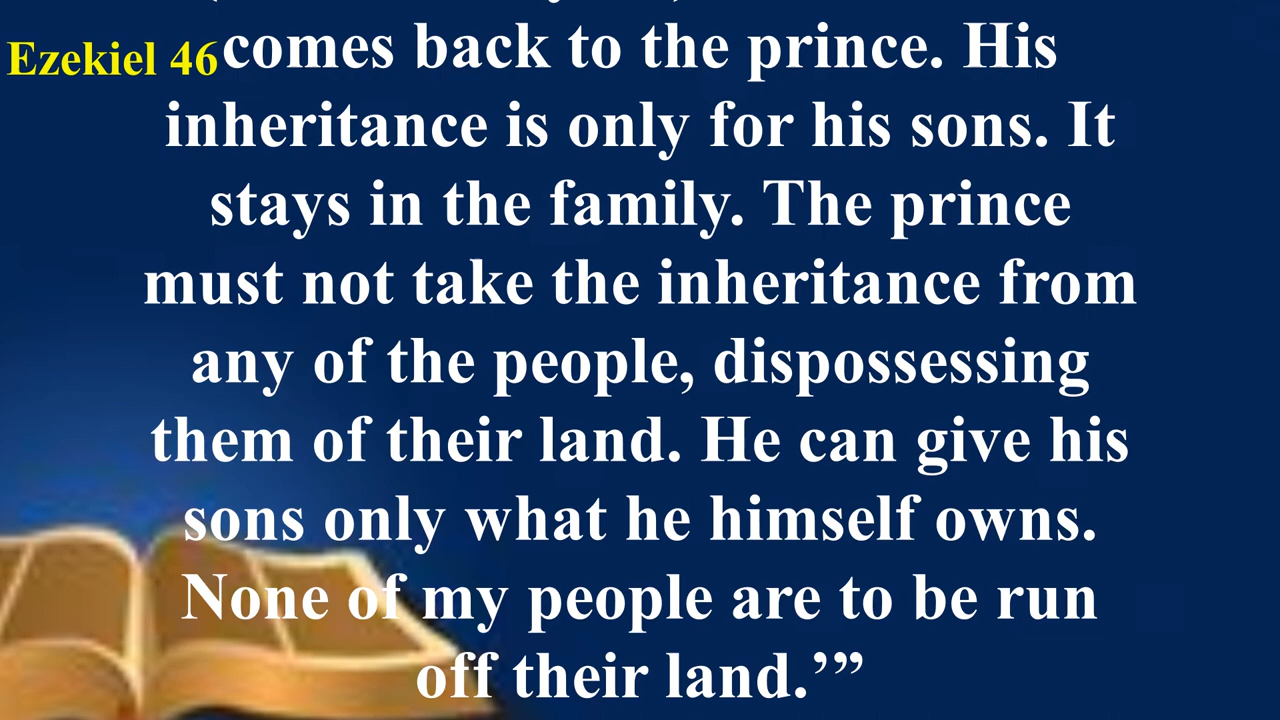 Ezekiel 46
comes back to the prince. His
inheritance is only for his sons. It
stays in the family. The prince
must not take the inheritance from
any of the people, dispossessing
them of their land. He can give his
sons only what he himself owns.
None of my people are to be run
off their land.’”